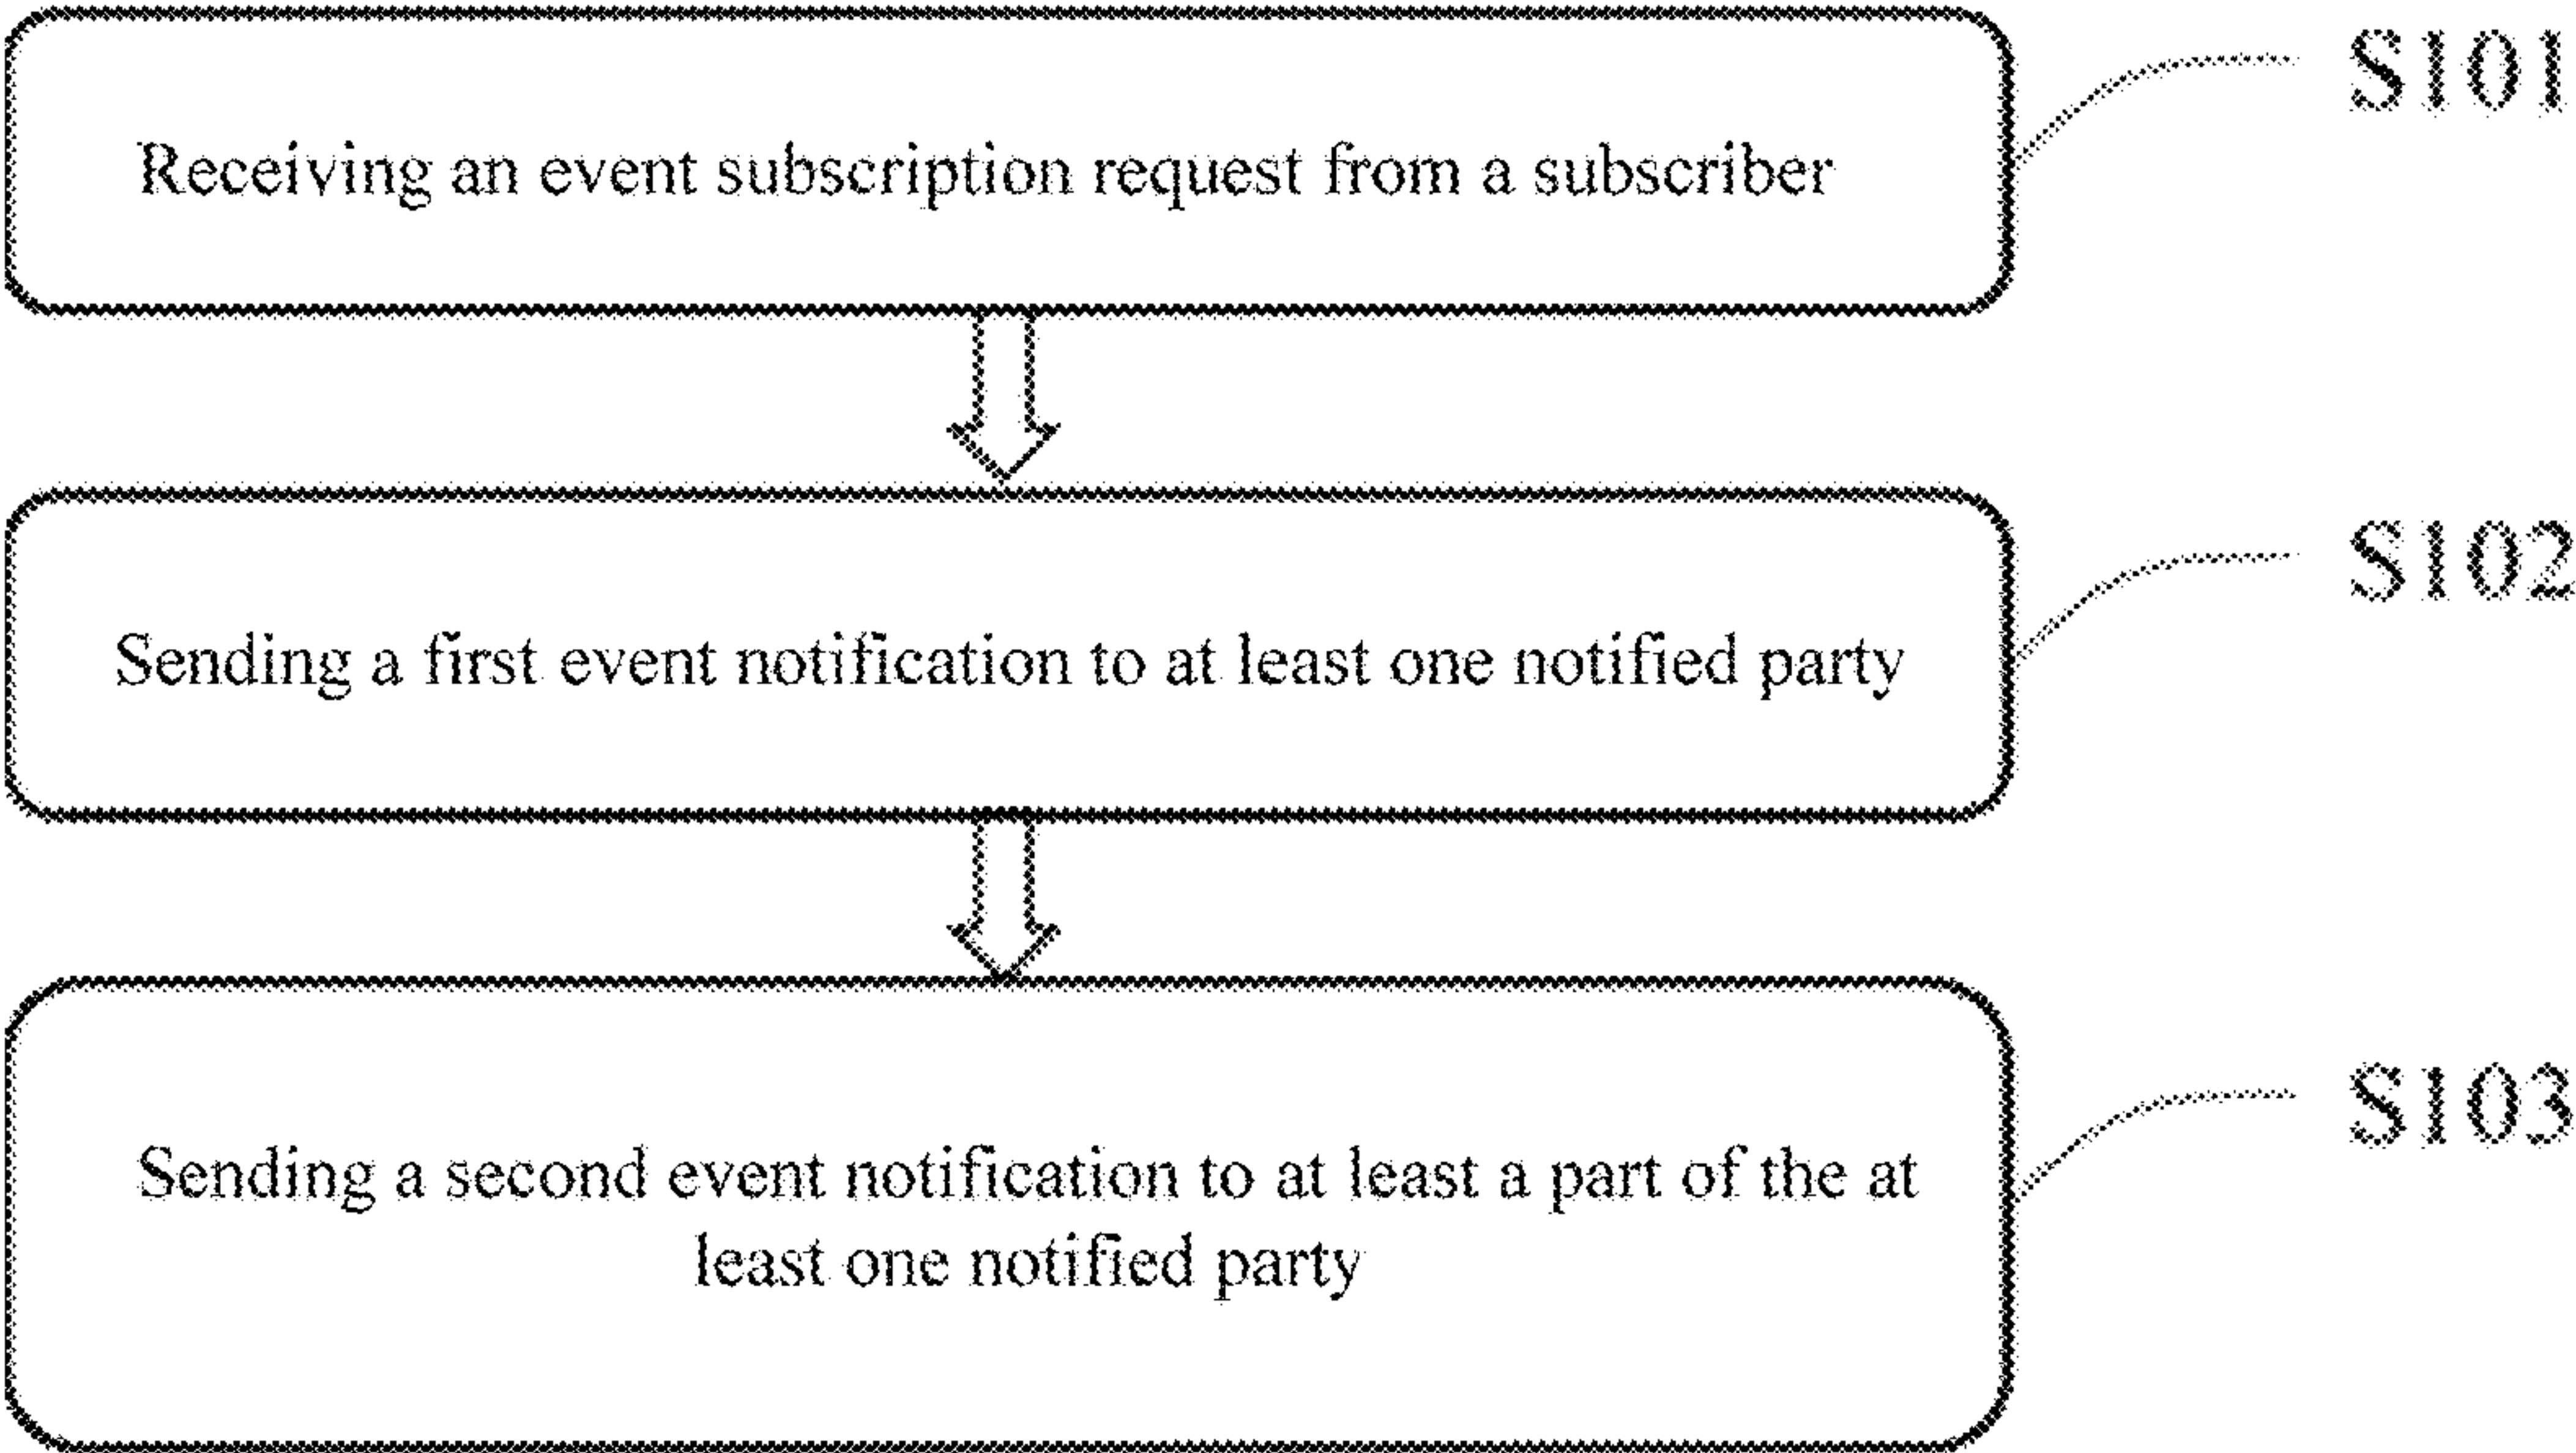 S101
Receiving an event subscription request from a subscriber
S102
Sending a first event notification to at least one notified party
S103
Sending a second event notification to at least a part of the at
least one notified party